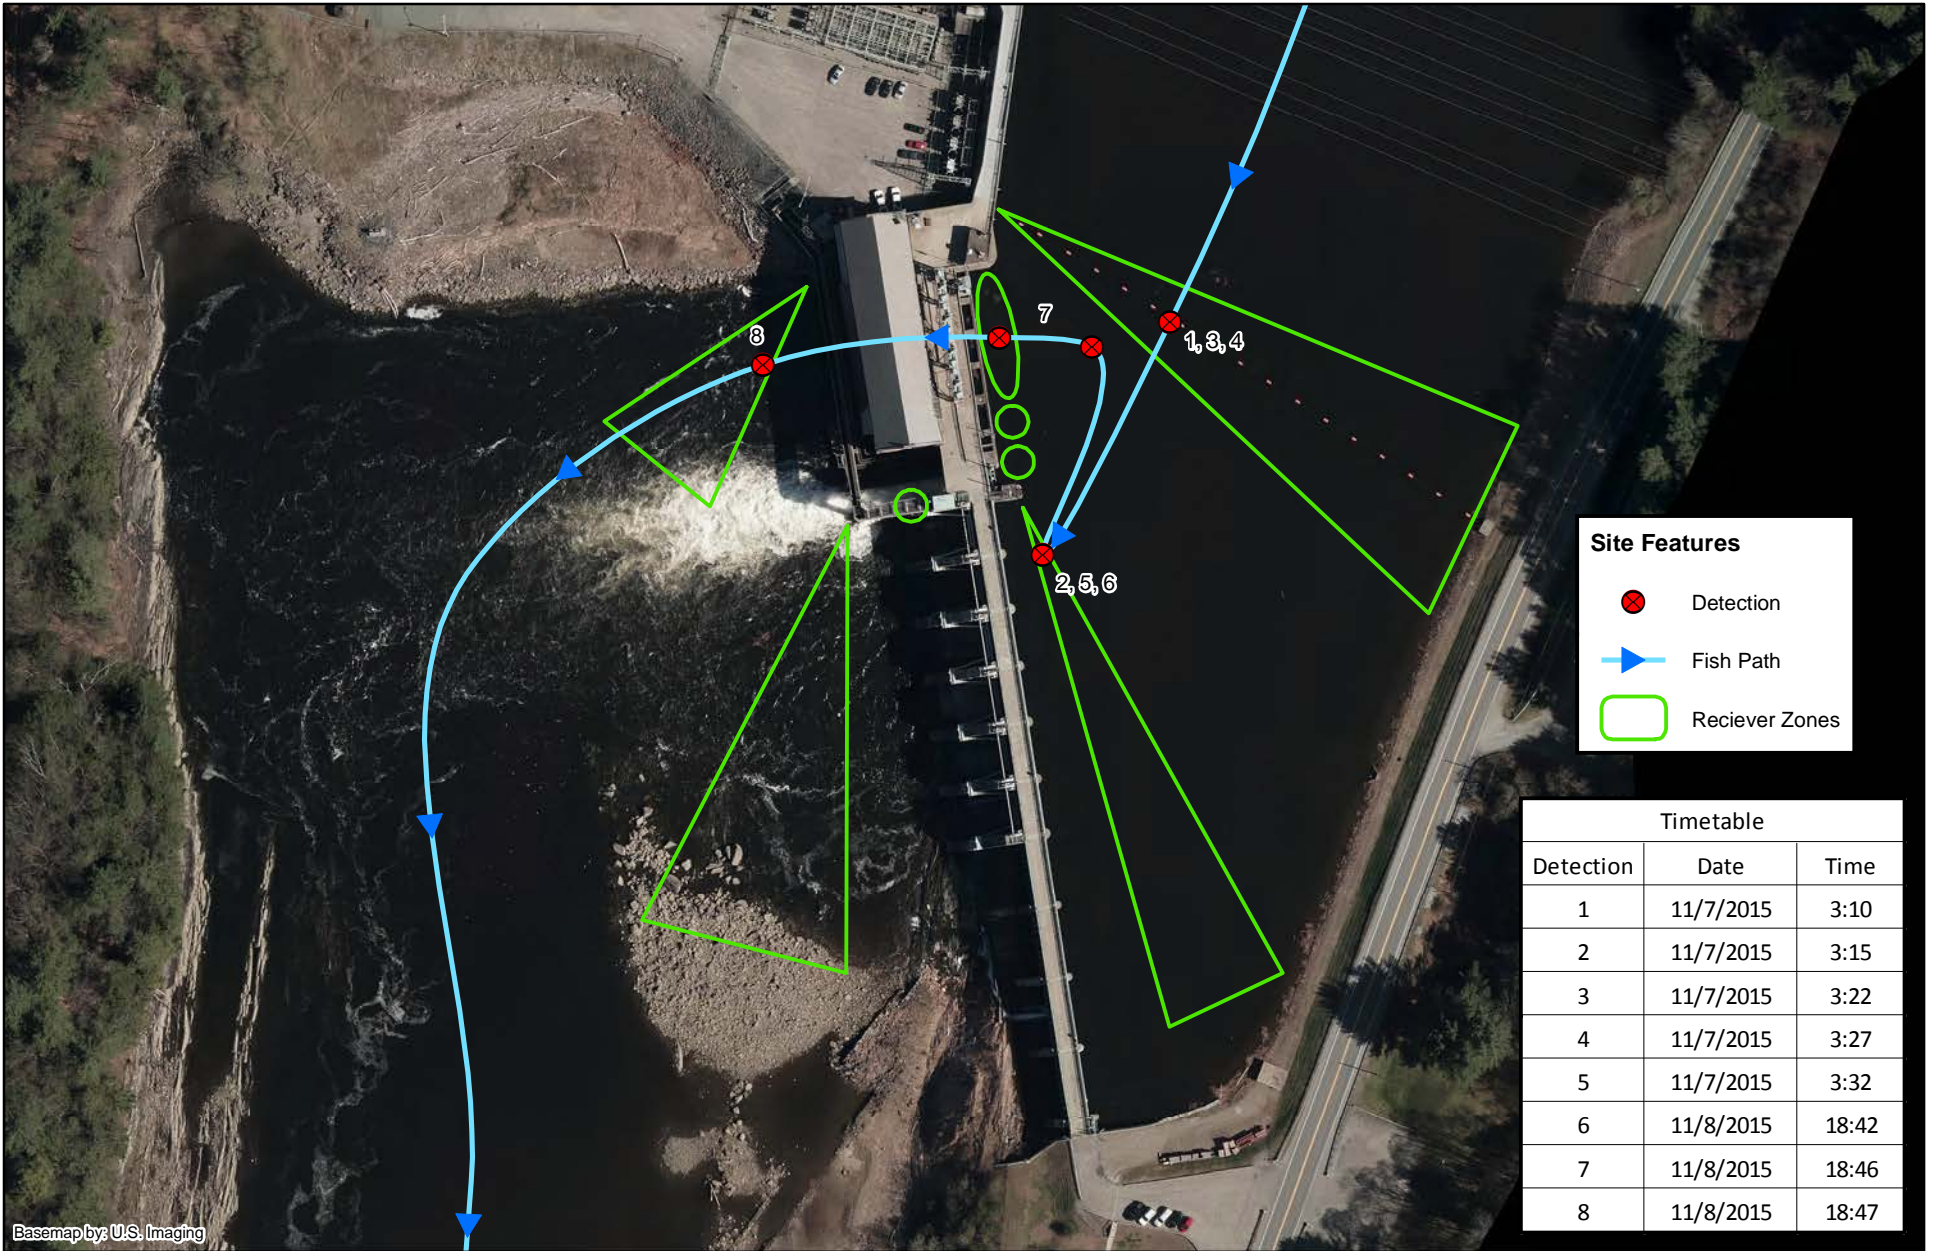 7
8
1, 3, 4
2, 5, 6
Site Features
Detection
Fish Path
Reciever Zones
Timetable
Detection Date Time
1 11/7/2015 3:10
2 11/7/2015 3:15
3 11/7/2015 3:22
4 11/7/2015 3:27
5 11/7/2015 3:32
6 11/8/2015 18:42
7 11/8/2015 18:46
8 11/8/2015 18:47
Basemap by: U.S. Imaging